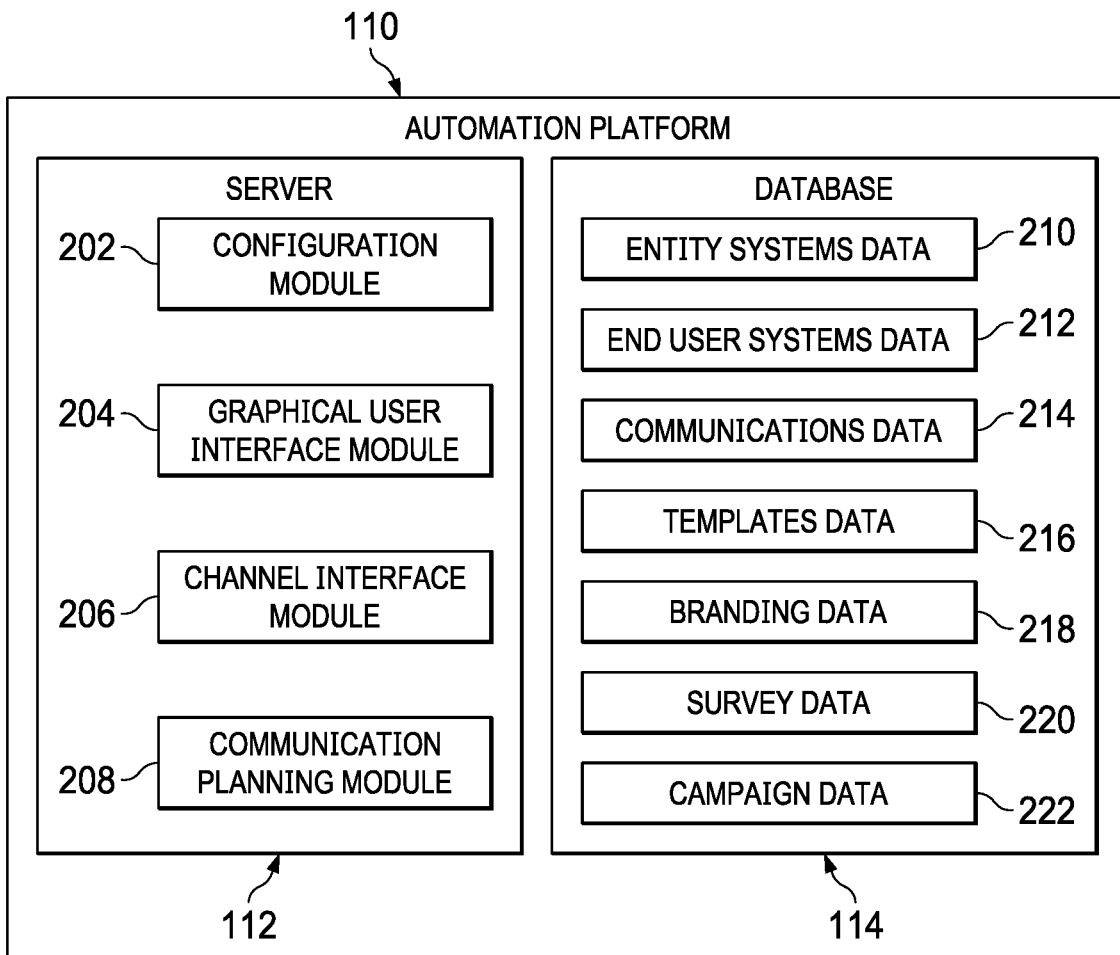 110
AUTOMATION PLATFORM
SERVER
202
CONFIGURATION
MODULE
204
GRAPHICAL USER
INTERFACE MODULE
206
CHANNEL INTERFACE
MODULE
208
COMMUNICATION
PLANNING MODULE
112
DATABASE
ENTITY SYSTEMS DATA
210
END USER SYSTEMS DATA
212
COMMUNICATIONS DATA
214
TEMPLATES DATA
216
BRANDING DATA
218
SURVEY DATA
220
CAMPAIGN DATA
222
114